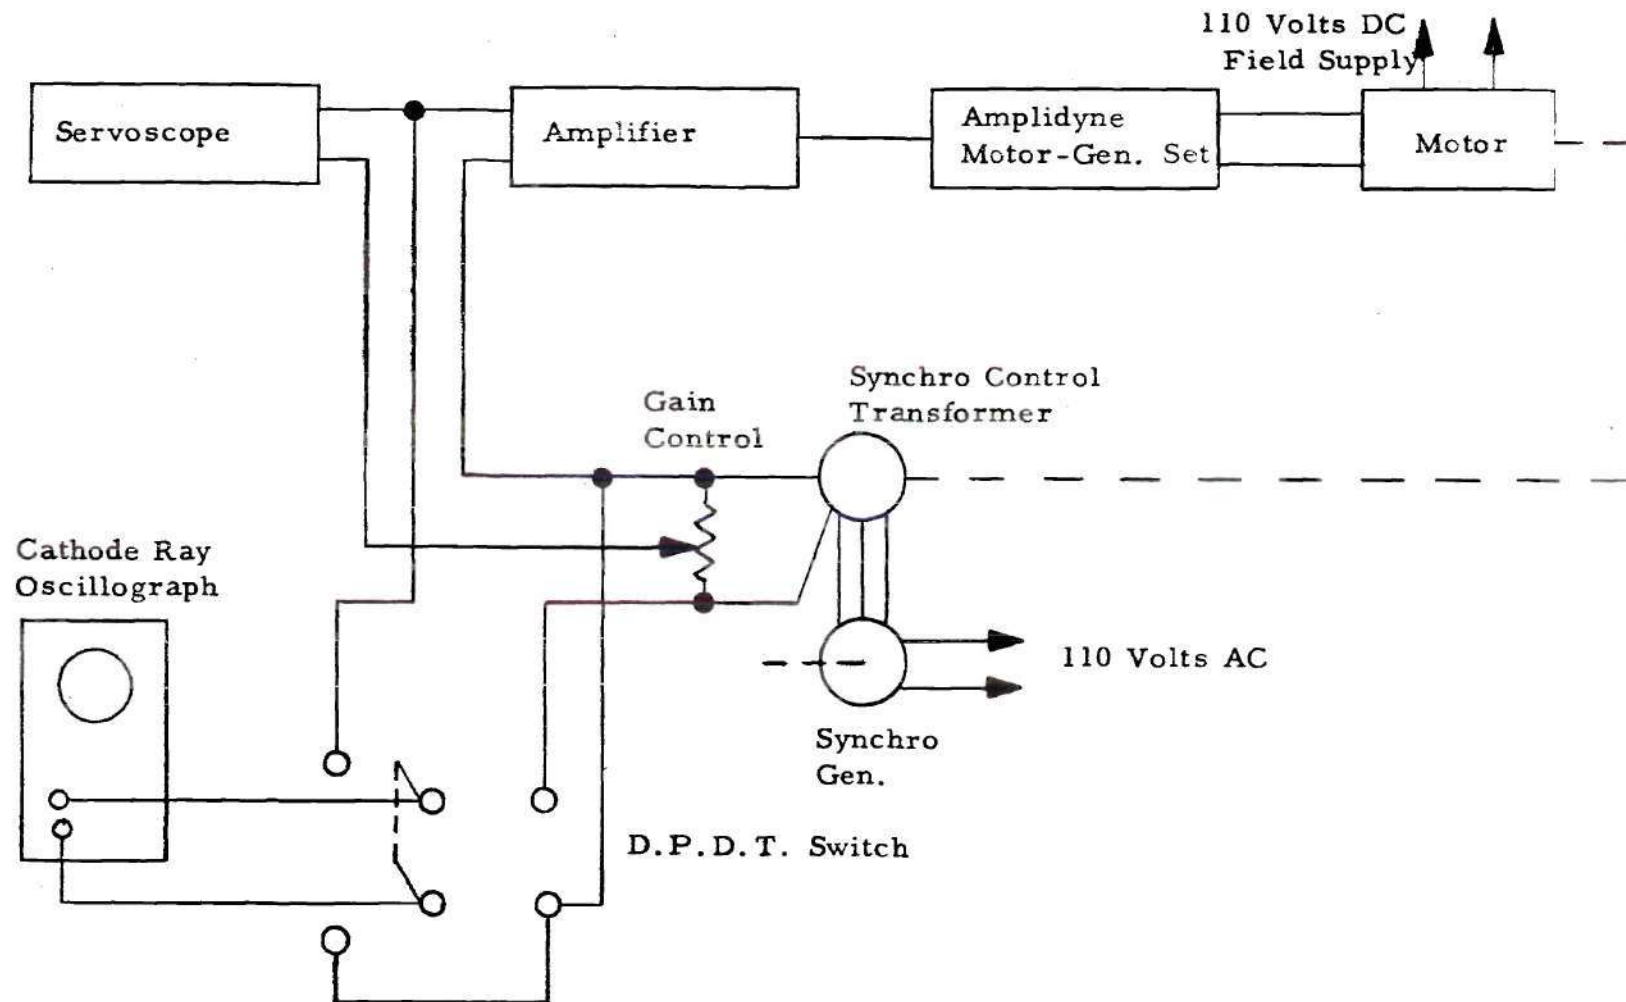 110 Volts DC
Field Supply
Servoscope
Amplifier
Amplidyne
Motor-Gen. Set
Motor
Synchro Control
Transformer
Gain
Control
Cathode Ray
Oscillograph
110 Volts AC
Synchro
Gen.
D.P.D.T. Switch